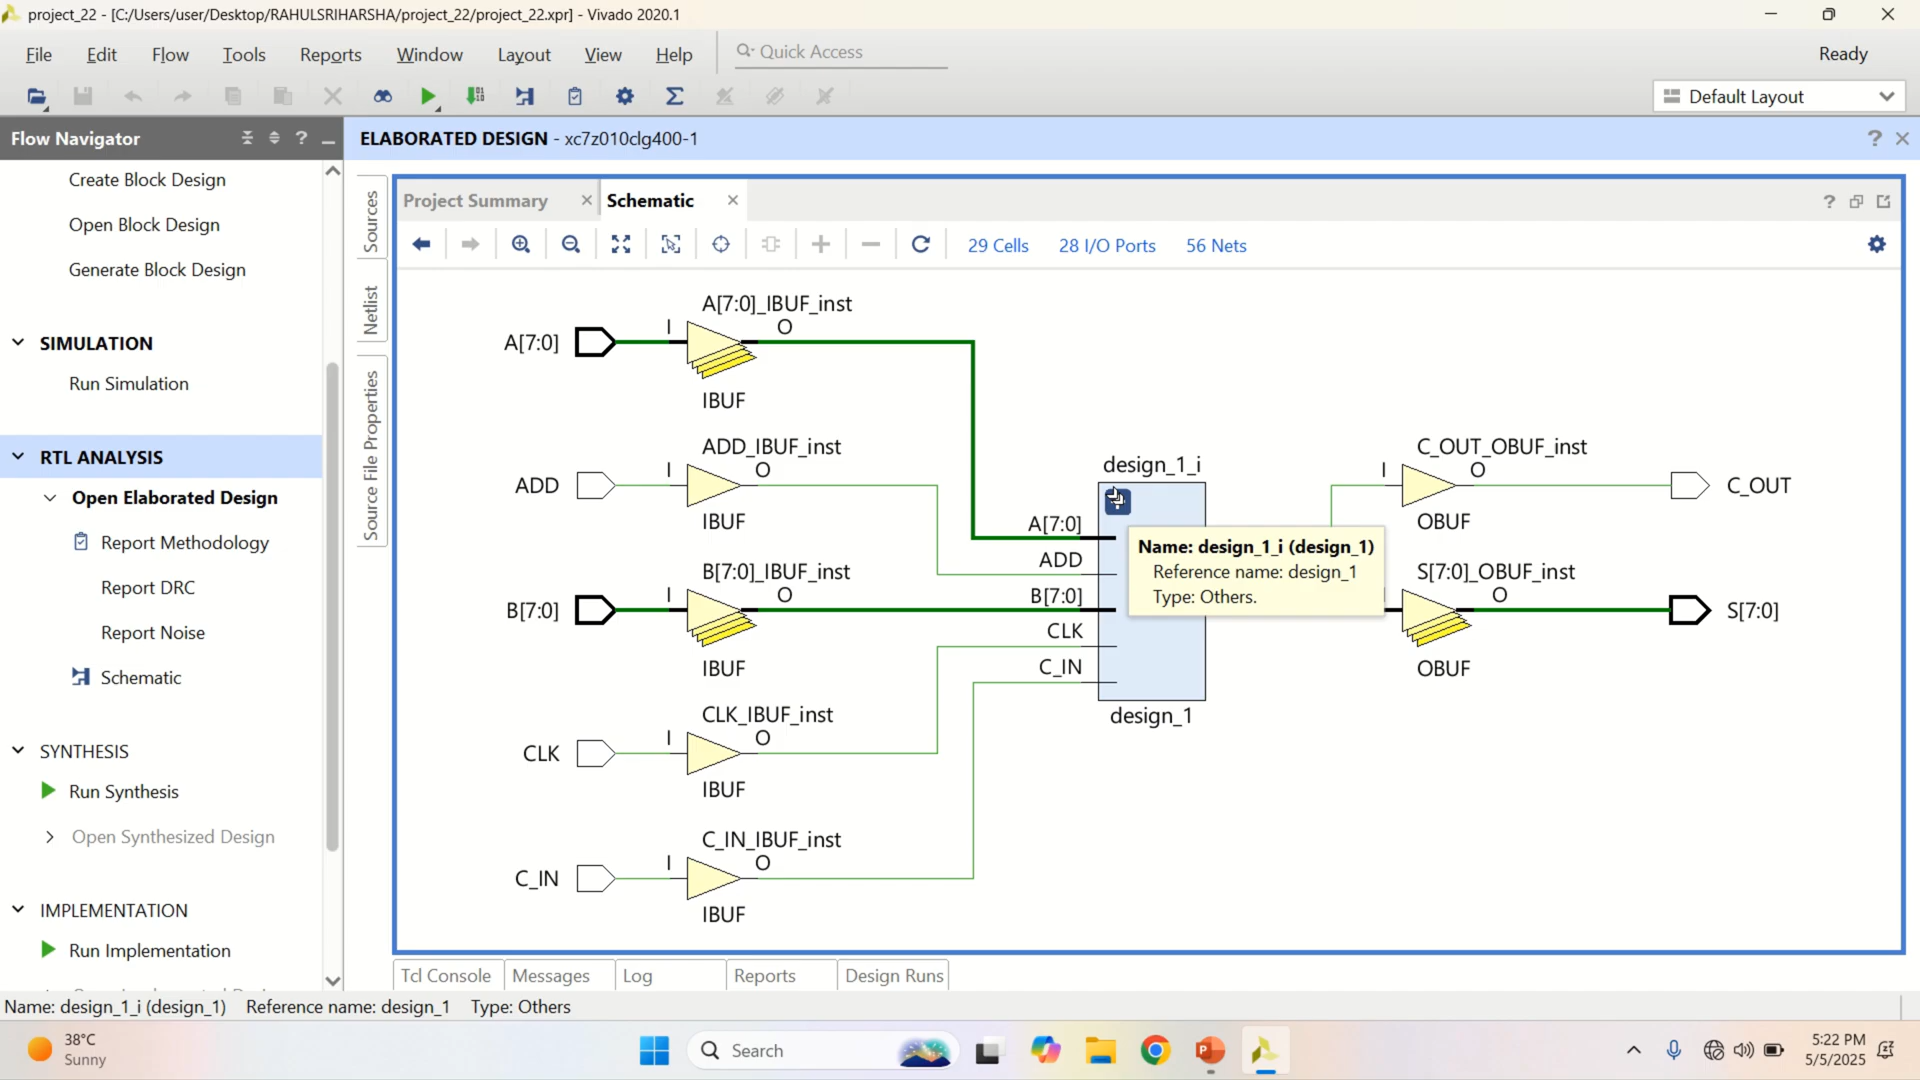 project_22 - [C:/Users/user/Desktop/RAHULSRIHARSHA/project_22/project_22.xpr] - Vivado 2020.1
File Edit Flow Tools Reports Window Layout View Help Quick Access Ready
Default Layout
Flow Navigator
ELABORATED DESIGN - xc7z010clg400-1
Create Block Design
Open Block Design
Generate Block Design
SIMULATION
Run Simulation
RTL ANALYSIS
Open Elaborated Design
Report Methodology
Report DRC
Report Noise
Schematic
SYNTHESIS
Run Synthesis
Open Synthesized Design
IMPLEMENTATION
Run Implementation
Sources
Netlist
Source File Properties
Project Summary Schematic
29 Cells 28 I/O Ports 56 Nets
A[7:0]_IBUF_inst
I O
A[7:0]
IBUF
ADD_IBUF_inst
I O
ADD
IBUF
B[7:0]_IBUF_inst
I O
B[7:0]
IBUF
CLK_IBUF_inst
I O
CLK
IBUF
C_IN_IBUF_inst
I O
C_IN
IBUF
design_1_i
A[7:0]
ADD
B[7:0]
CLK
C_IN
design_1
Name: design_1_i (design_1)
Reference name: design_1
Type: Others.
C_OUT_OBUF_inst
I O
C_OUT
OBUF
S[7:0]_OBUF_inst
O
S[7:0]
OBUF
Tcl Console Messages Log Reports Design Runs
Name: design_1_i (design_1) Reference name: design_1 Type: Others
38°C
Sunny
Search
5:22 PM
5/5/2025